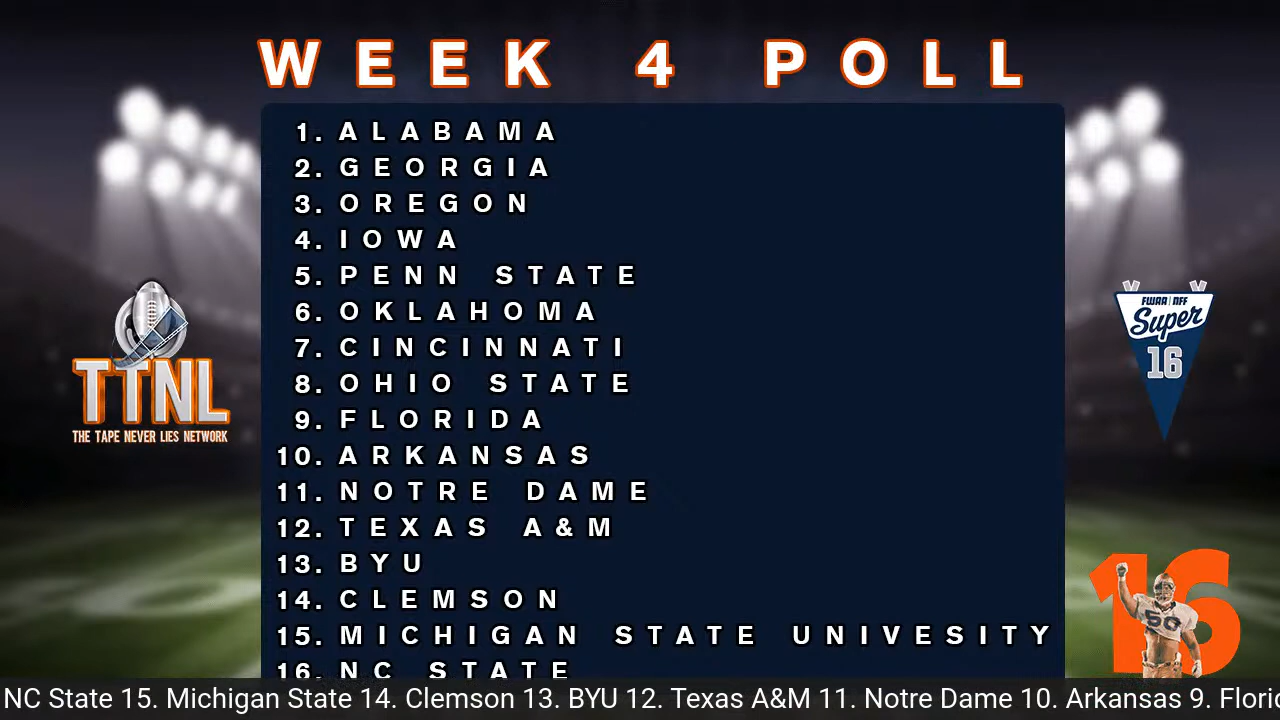 WEEK 4 POLL
1. ALABAMA
2. GEORGIA
3. OREGON
4. IOWA
5. PENN STATE
6. OKLAHOMA
7. CINCINNATI
8. OHIO STATE
9. FLORIDA
10. ARKANSAS
11. NOTRE DAME
12. TEXAS A&M
13. BYU
14. CLEMSON
15. MICHIGAN STATE UNIVESITY
16. NC STATE
TTNL
THE TAPE NEVER LIES NETWORK
FWAA | NFF
Super
16
16
50
NC State 15. Michigan State 14. Clemson 13. BYU 12. Texas A&M 11. Notre Dame 10. Arkansas 9. Flori